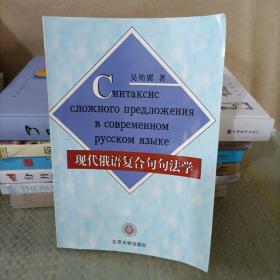 吴贻翼 著
Синтаксис
сложного предложения
в современном
русском языке
现代俄语复合句句法学
北京大学出版社